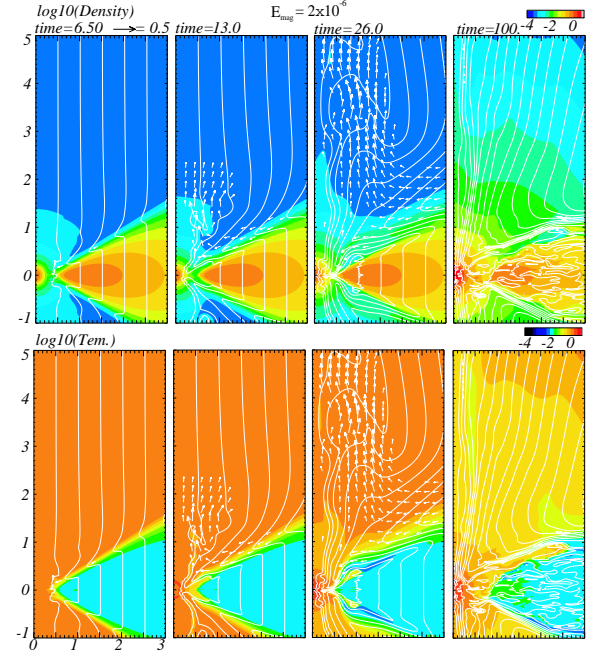 log10(Density)
E_mag = 2x10^-6
-4 -2 0
time=6.50 → = 0.5 time=13.0 time=26.0 time=100.
5
4
3
2
1
0
-1
log10(Tem.)
-4 -2 0
5
4
3
2
1
0
-1
0 1 2 3